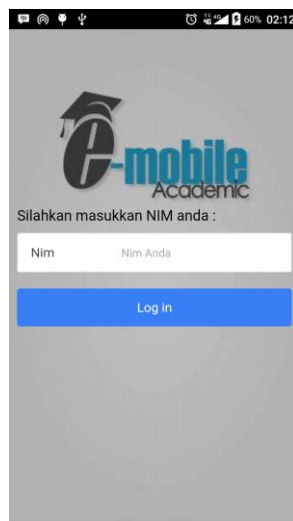 60% 02:12
e-mobile
Academic
Silahkan masukkan NIM anda :
Nim Nim Anda
Log in